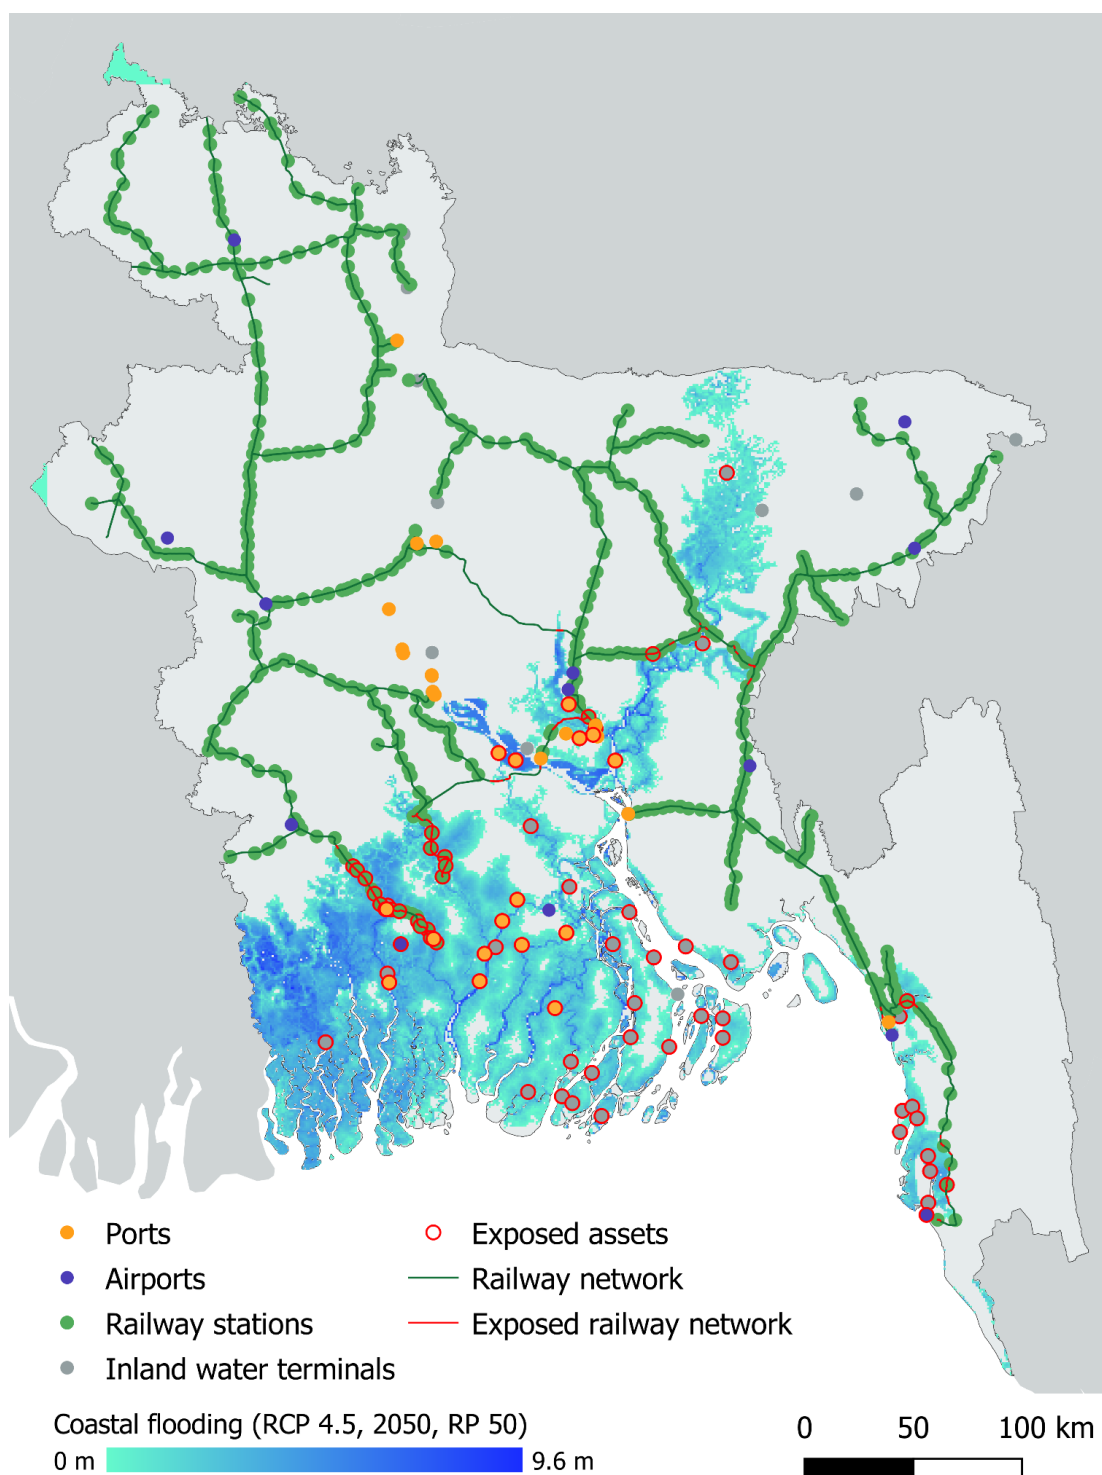 Ports
Airports
Railway stations
Inland water terminals
Exposed assets
Railway network
Exposed railway network
Coastal flooding (RCP 4.5, 2050, RP 50)
0 m 9.6 m
0 50 100 km